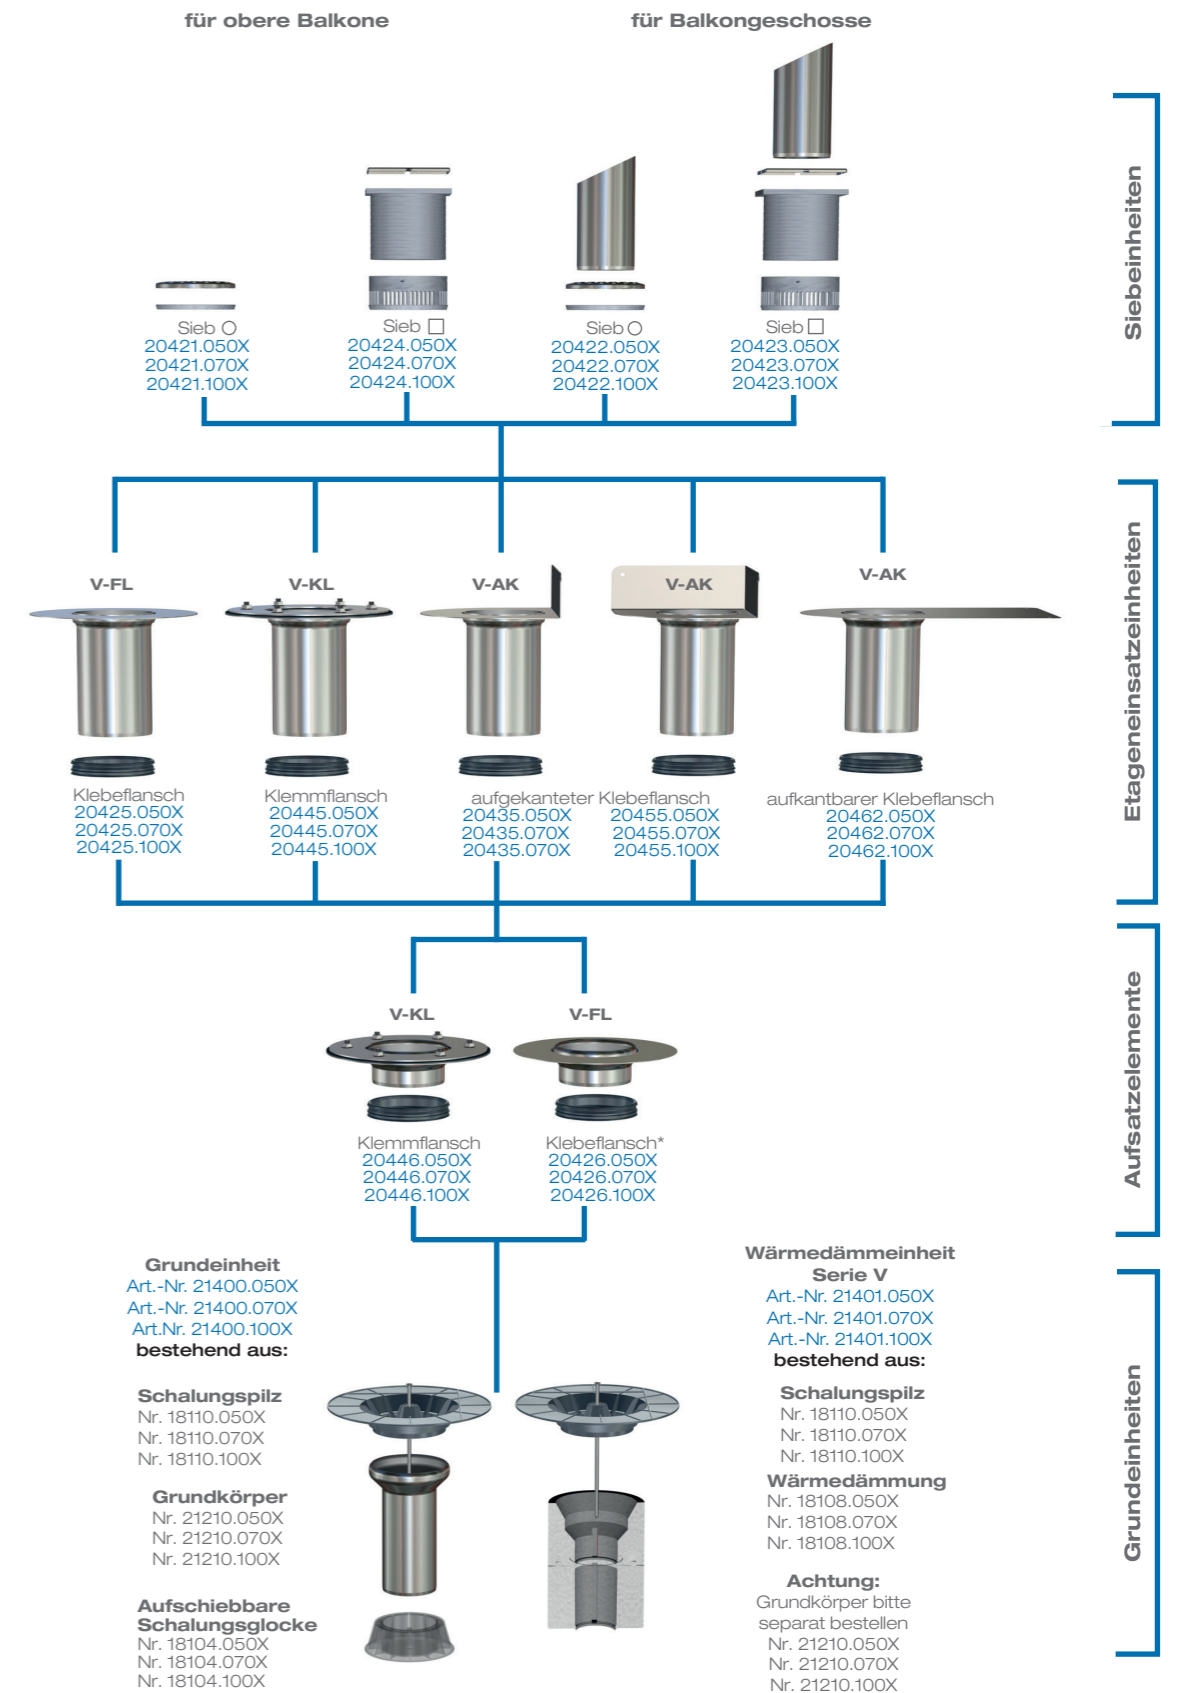 für obere Balkone
für Balkongeschosse
Siebeinheiten
Sieb
20421.050X
20421.070X
20421.100X
Sieb
20424.050X
20424.070X
20424.100X
Sieb
20422.050X
20422.070X
20422.100X
Sieb
20423.050X
20423.070X
20423.100X
Etageneinsatzeinheiten
V-FL
V-KL
V-AK
V-AK
V-AK
Klebeflansch
20425.050X
20425.070X
20425.100X
Klemmflansch
20445.050X
20445.070X
20445.100X
aufgekanteter Klebeflansch
20435.050X
20435.070X
20435.070X
20455.050X
20455.070X
20455.100X
aufkantbarer Klebeflansch
20462.050X
20462.070X
20462.100X
Aufsatzelemente
V-KL
V-FL
Klemmflansch
20446.050X
20446.070X
20446.100X
Klebeflansch*
20426.050X
20426.070X
20426.100X
Grundeinheiten
Grundeinheit
Art.-Nr. 21400.050X
Art.-Nr. 21400.070X
Art.Nr. 21400.100X
bestehend aus:
Schalungspilz
Nr. 18110.050X
Nr. 18110.070X
Nr. 18110.100X
Grundkörper
Nr. 21210.050X
Nr. 21210.070X
Nr. 21210.100X
Aufschiebbare
Schalungsglocke
Nr. 18104.050X
Nr. 18104.070X
Nr. 18104.100X
Wärmedämmeinheit
Serie V
Art.-Nr. 21401.050X
Art.-Nr. 21401.070X
Art.-Nr. 21401.100X
bestehend aus:
Schalungspilz
Nr. 18110.050X
Nr. 18110.070X
Nr. 18110.100X
Wärmedämmung
Nr. 18108.050X
Nr. 18108.070X
Nr. 18108.100X
Achtung:
Grundkörper bitte
separat bestellen
Nr. 21210.050X
Nr. 21210.070X
Nr. 21210.100X